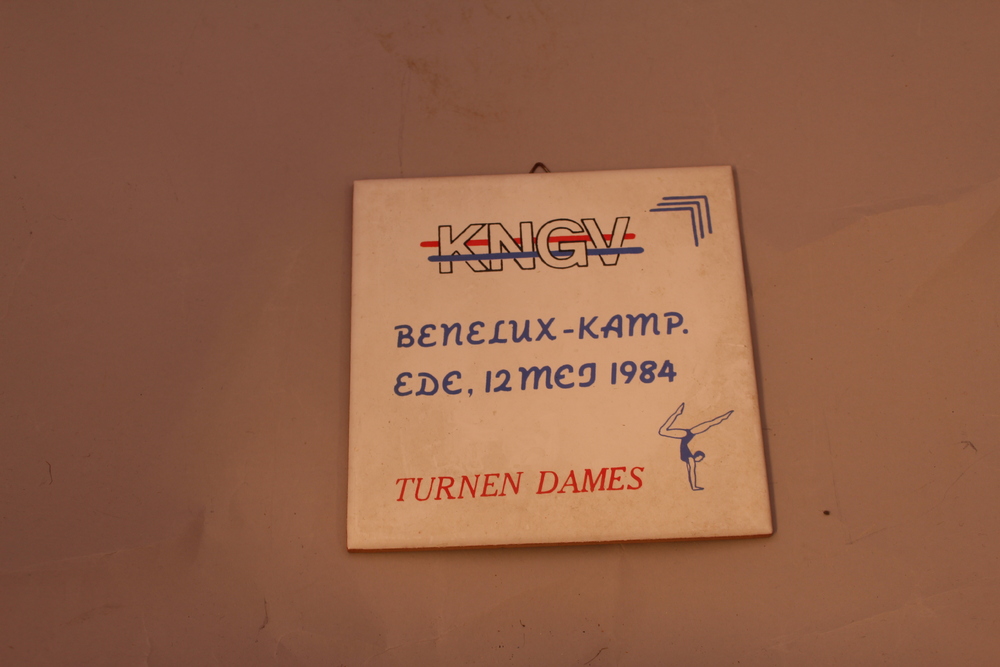 KNGV
BENELUX-KAMP.
EDE, 12 MEI 1984
TURNEN DAMES